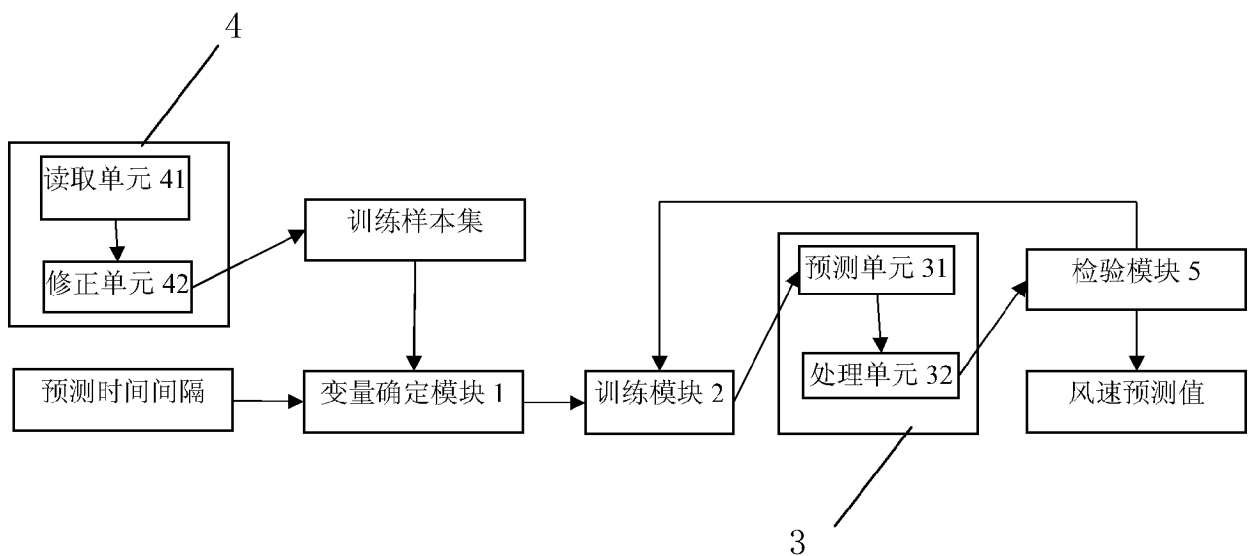 4
读取单元 41
修正单元 42
训练样本集
预测时间间隔
变量确定模块 1
训练模块 2
预测单元 31
处理单元 32
检验模块 5
风速预测值
3